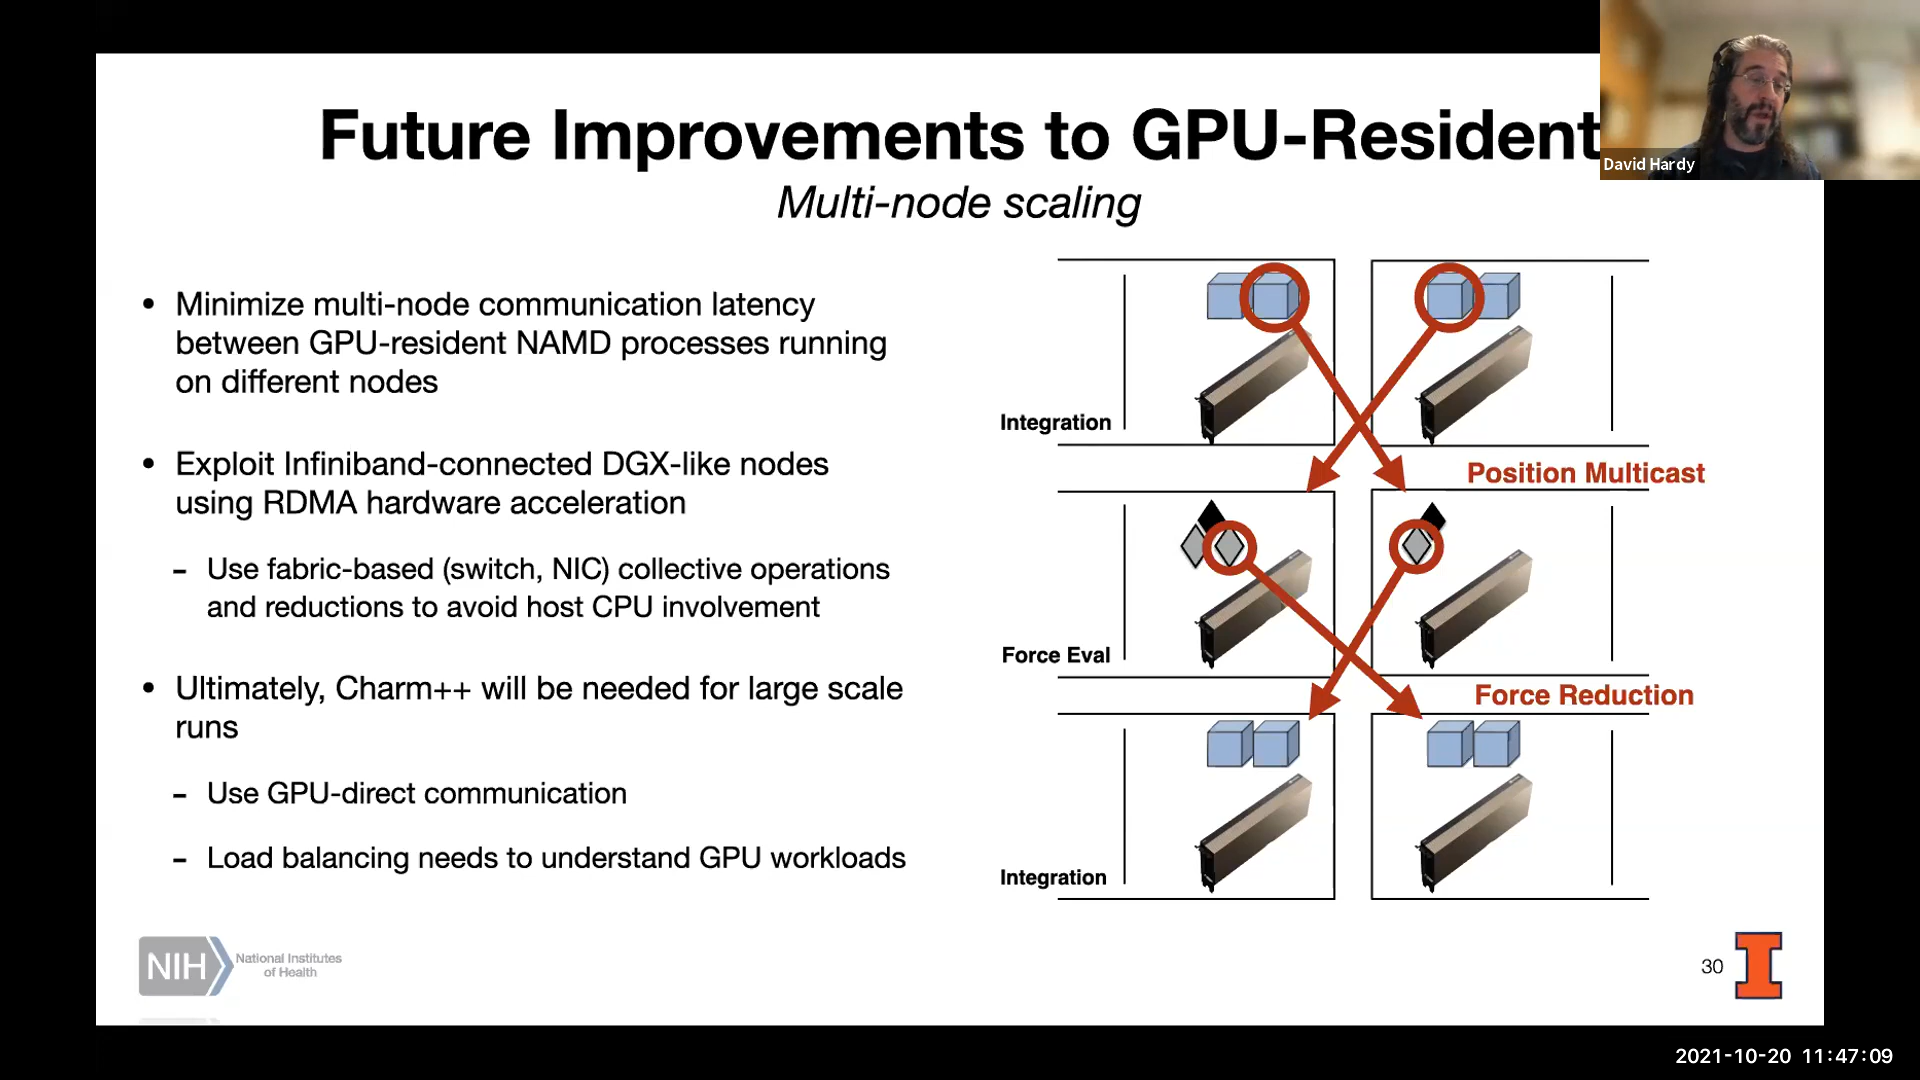 Future Improvements to GPU-Resident
Multi-node scaling
David Hardy
• Minimize multi-node communication latency
between GPU-resident NAMD processes running
on different nodes
• Exploit Infiniband-connected DGX-like nodes
using RDMA hardware acceleration
- Use fabric-based (switch, NIC) collective operations
and reductions to avoid host CPU involvement
• Ultimately, Charm++ will be needed for large scale
runs
- Use GPU-direct communication
- Load balancing needs to understand GPU workloads
Integration
Position Multicast
Force Eval
Force Reduction
Integration
NIH
National Institutes
of Health
30
I
2021-10-20 11:47:09